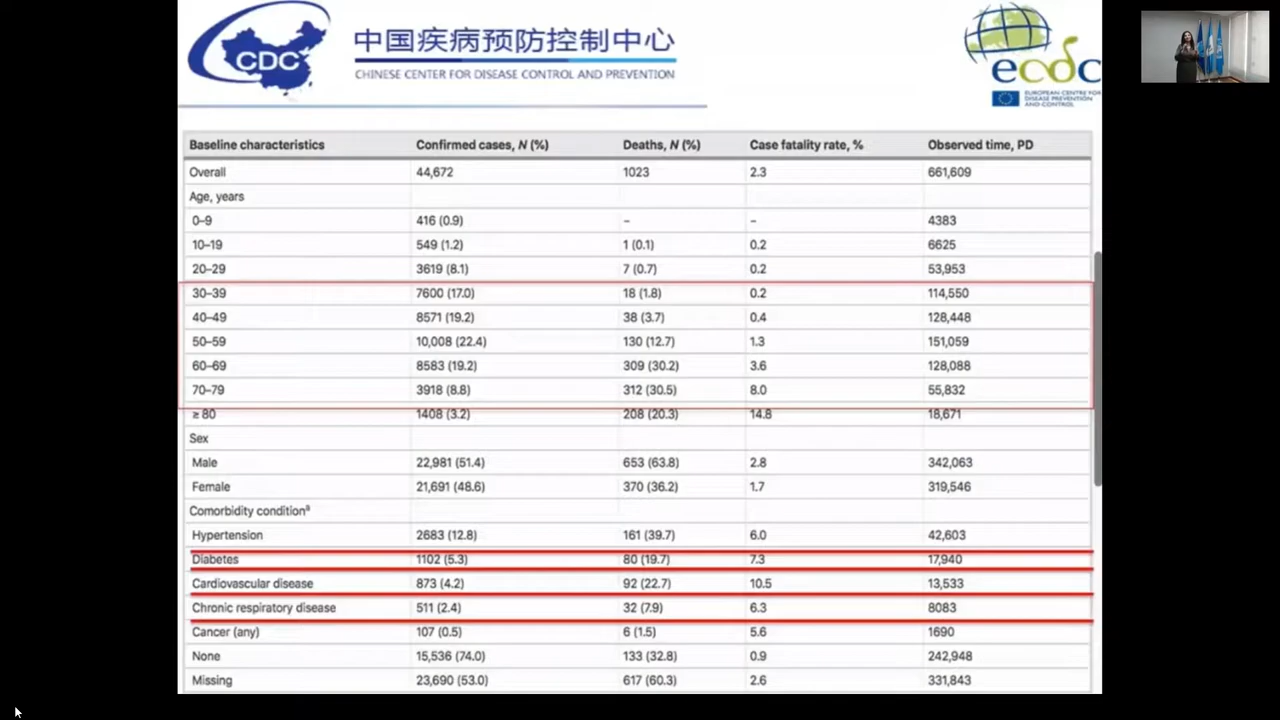 CDC
中国疾病预防控制中心
CHINESE CENTER FOR DISEASE CONTROL AND PREVENTION
ecdc
EUROPEAN CENTRE FOR
DISEASE PREVENTION
AND CONTROL
Baseline characteristics Confirmed cases, N (%) Deaths, N (%) Case fatality rate, % Observed time, PD
Overall 44,672 1023 2.3 661,609
Age, years
0–9 416 (0.9) – – 4383
10–19 549 (1.2) 1 (0.1) 0.2 6625
20–29 3619 (8.1) 7 (0.7) 0.2 53,953
30–39 7600 (17.0) 18 (1.8) 0.2 114,550
40–49 8571 (19.2) 38 (3.7) 0.4 128,448
50–59 10,008 (22.4) 130 (12.7) 1.3 151,059
60–69 8583 (19.2) 309 (30.2) 3.6 128,088
70–79 3918 (8.8) 312 (30.5) 8.0 55,832
≥ 80 1408 (3.2) 208 (20.3) 14.8 18,671
Sex
Male 22,981 (51.4) 653 (63.8) 2.8 342,063
Female 21,691 (48.6) 370 (36.2) 1.7 319,546
Comorbidity conditionª
Hypertension 2683 (12.8) 161 (39.7) 6.0 42,603
Diabetes 1102 (5.3) 80 (19.7) 7.3 17,940
Cardiovascular disease 873 (4.2) 92 (22.7) 10.5 13,533
Chronic respiratory disease 511 (2.4) 32 (7.9) 6.3 8083
Cancer (any) 107 (0.5) 6 (1.5) 5.6 1690
None 15,536 (74.0) 133 (32.8) 0.9 242,948
Missing 23,690 (53.0) 617 (60.3) 2.6 331,843